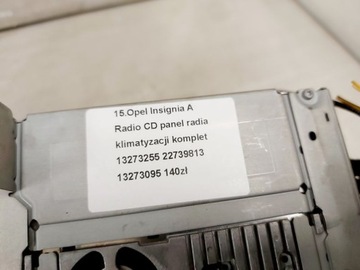 15.Opel Insignia A
Radio CD panel radia
klimatyzacji komplet
13273255 22739813
13273095 140zł